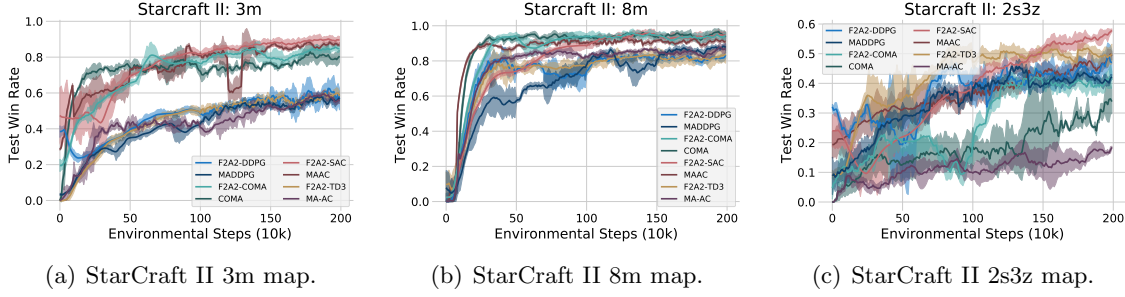 Starcraft II: 3m
Test Win Rate
1.0
0.8
0.6
0.4
0.2
0.0
F2A2-DDPG
MADDPG
F2A2-COMA
COMA
F2A2-SAC
MAAC
F2A2-TD3
MA-AC
0 50 100 150 200
Environmental Steps (10k)
(a) StarCraft II 3m map.
Starcraft II: 8m
Test Win Rate
1.0
0.8
0.6
0.4
0.2
0.0
F2A2-DDPG
MADDPG
F2A2-COMA
COMA
F2A2-SAC
MAAC
F2A2-TD3
MA-AC
0 50 100 150 200
Environmental Steps (10k)
(b) StarCraft II 8m map.
Starcraft II: 2s3z
Test Win Rate
0.6
0.5
0.4
0.3
0.2
0.1
0.0
F2A2-DDPG
MADDPG
F2A2-COMA
COMA
F2A2-SAC
MAAC
F2A2-TD3
MA-AC
0 50 100 150 200
Environmental Steps (10k)
(c) StarCraft II 2s3z map.